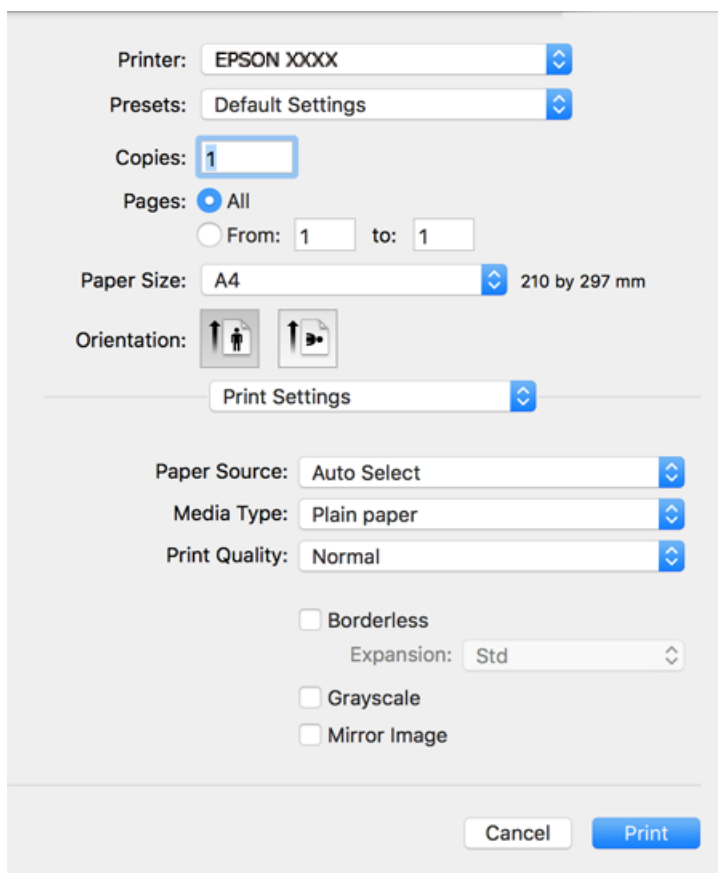 Printer: EPSON XXXX
Presets: Default Settings
Copies: 1
Pages: All
From: 1 to: 1
Paper Size: A4 210 by 297 mm
Orientation:
Print Settings
Paper Source: Auto Select
Media Type: Plain paper
Print Quality: Normal
Borderless
Expansion: Std
Grayscale
Mirror Image
Cancel Print